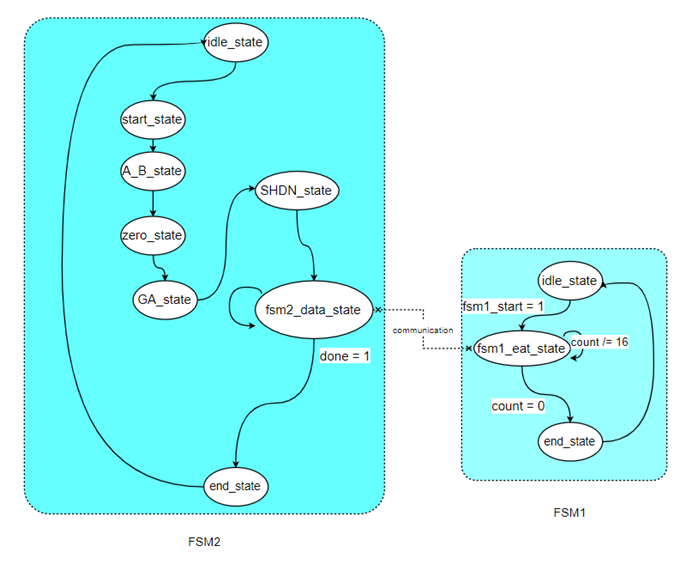 idle_state
start_state
A_B_state
SHDN_state
zero_state
GA_state
fsm2_data_state
done = 1
end_state
FSM2
communication
idle_state
fsm1_start = 1
fsm1_eat_state
count /= 16
count = 0
end_state
FSM1